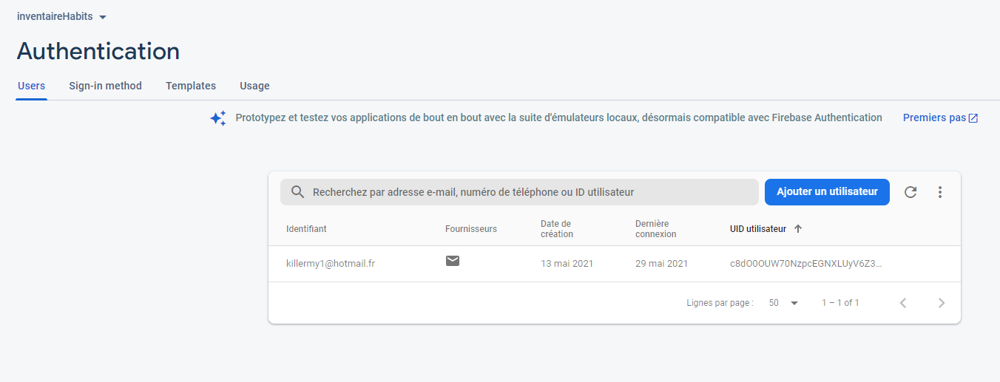 inventaireHabits
Authentication
Users Sign-in method Templates Usage
Prototypez et testez vos applications de bout en bout avec la suite d'émulateurs locaux, désormais compatible avec Firebase Authentication Premiers pas
Recherchez par adresse e-mail, numéro de téléphone ou ID utilisateur Ajouter un utilisateur
Identifiant Fournisseurs Date de création Dernière connexion UID utilisateur
killermy1@hotmail.fr 13 mai 2021 29 mai 2021 c8dO0OUW70NzpcEGNXLUyV6Z3...
Lignes par page : 50 1 – 1 of 1